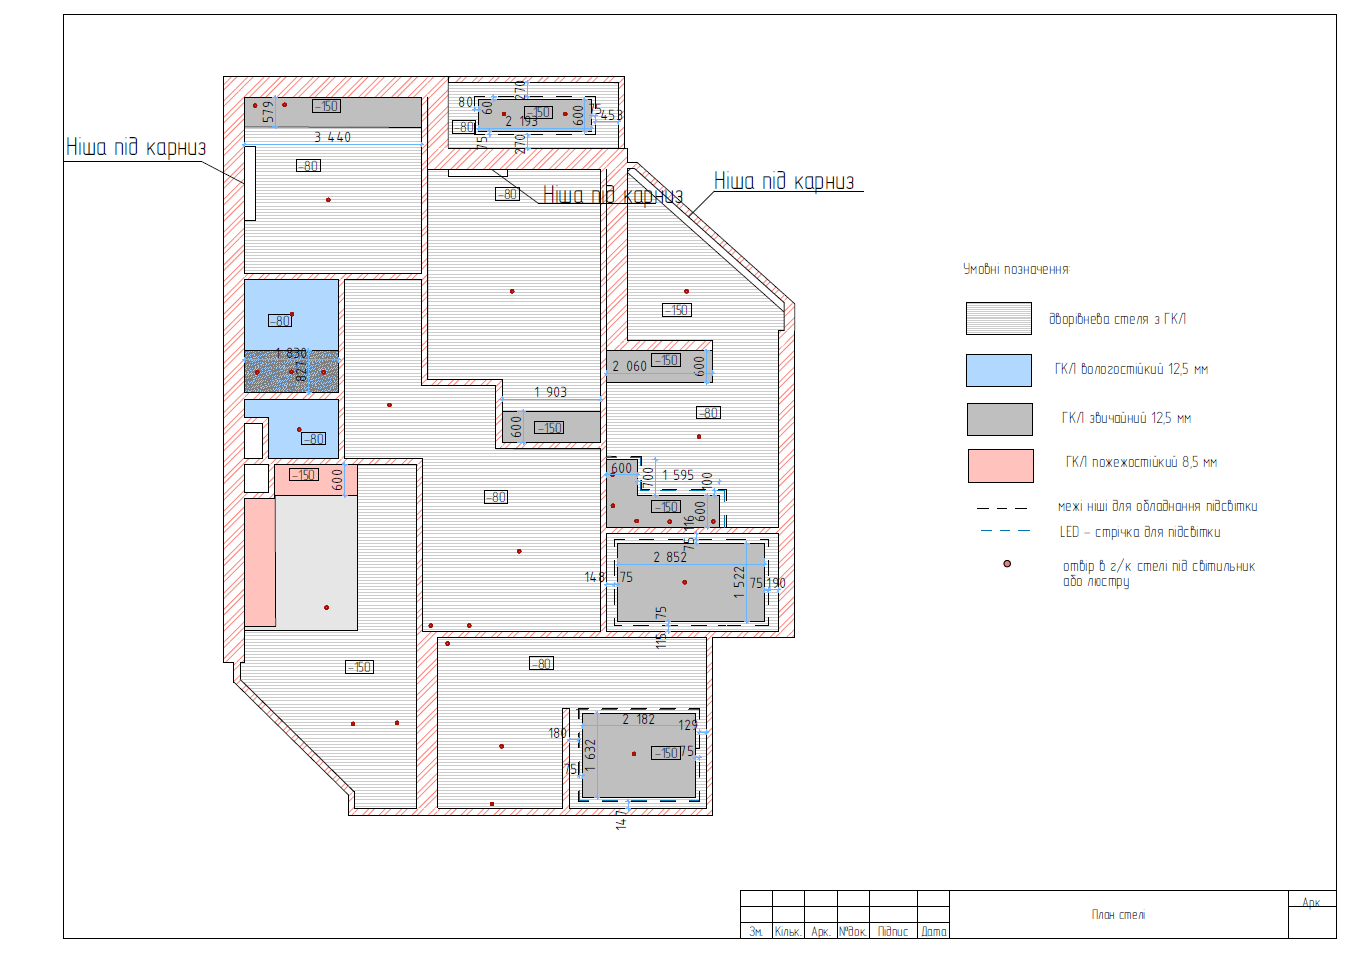 270
-150
579
80
60
-150
75
453
2 193
600
-80
75
270
3 440
Ніша під карниз
-80
Ніша під карниз
-80
Ніша під карниз
Умовні позначення:
-150
дворівнева стеля з ГКЛ
-80
1 830
827
2 060
-150
600
ГКЛ вологостійкий 12,5 мм
1 903
-80
ГКЛ звичайний 12,5 мм
600
-150
-80
ГКЛ пожежостійкий 8,5 мм
-150
600
600
700
1 595
100
-80
-150
600
межі ніші для обладнання підсвітки
116
LED – стрічка для підсвітки
75
2 852
148
75
1 522
75
190
отвір в г/к стелі під світильник
або люстру
75
115
-80
-150
2 182
129
180
1 632
-150
75
75
147
Арк.
План стелі
Зм.
Кільк.
Арк.
№док.
Підпис
Дата